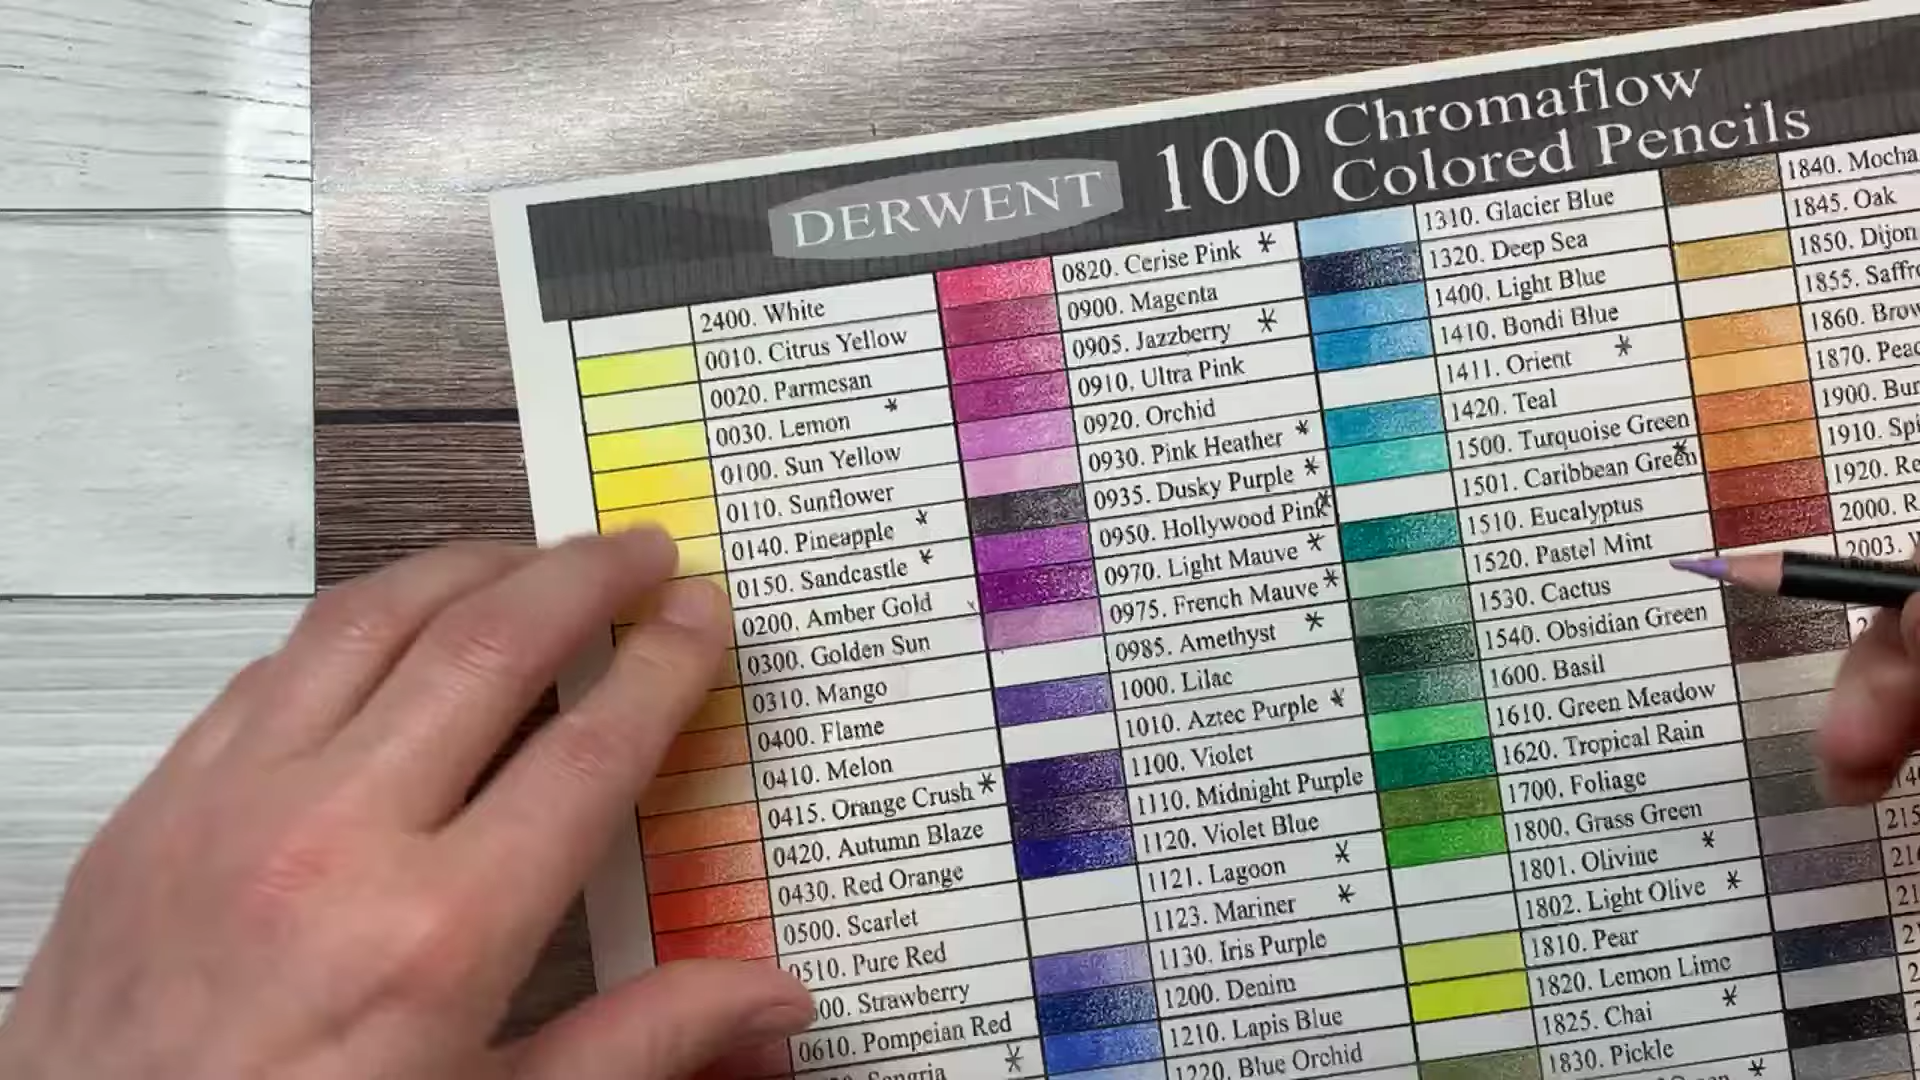 DERWENT 100 Chromaflow
Colored Pencils
2400. White
0010. Citrus Yellow
0020. Parmesan
0030. Lemon *
0100. Sun Yellow
0110. Sunflower
0140. Pineapple *
0150. Sandcastle *
0200. Amber Gold
0300. Golden Sun
0310. Mango
0400. Flame
0410. Melon
0415. Orange Crush *
0420. Autumn Blaze
0430. Red Orange
0500. Scarlet
0510. Pure Red
Strawberry
0610. Pompeian Red
Sangria *
0820. Cerise Pink *
0900. Magenta
0905. Jazzberry *
0910. Ultra Pink
0920. Orchid
0930. Pink Heather *
0935. Dusky Purple *
0950. Hollywood Pink *
0970. Light Mauve *
0975. French Mauve *
0985. Amethyst *
1000. Lilac
1010. Aztec Purple *
1100. Violet
1110. Midnight Purple
1120. Violet Blue
1121. Lagoon *
1123. Mariner *
1130. Iris Purple
1200. Denim
1210. Lapis Blue
1220. Blue Orchid
1310. Glacier Blue
1320. Deep Sea
1400. Light Blue
1410. Bondi Blue
1411. Orient *
1420. Teal
1500. Turquoise Green
1501. Caribbean Green *
1510. Eucalyptus
1520. Pastel Mint
1530. Cactus
1540. Obsidian Green
1600. Basil
1610. Green Meadow
1620. Tropical Rain
1700. Foliage
1800. Grass Green
1801. Olivine *
1802. Light Olive *
1810. Pear
1820. Lemon Lime
1825. Chai *
1830. Pickle
*
1840. Mocha
1845. Oak
1850. Dijon
1855.
1860.
1870.
1900.
1910.
1920.
2000.
2003.